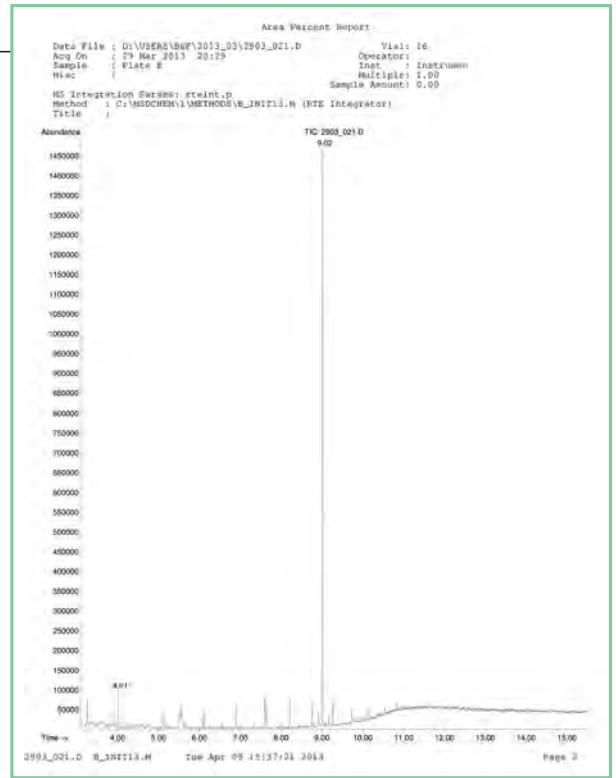 Area Percent Report
Data File : D:\USERS\B&F\2013_03\2903_021.D Vial: 16
Acq On : 29 Mar 2013 20:29 Operator:
Sample : Plate E Inst : Instrumen
Misc : Multiplr: 1.00
Sample Amount: 0.00
MS Integration Params: rteint.p
Method : C:\MSDCHEM\1\METHODS\B_INIT13.M (RTE Integrator)
Title :
Abundance
TIC: 2903_021.D
9.02
1450000
1400000
1350000
1300000
1250000
1200000
1150000
1100000
1050000
1000000
950000
900000
850000
800000
750000
700000
650000
600000
550000
500000
450000
400000
350000
300000
250000
200000
150000
100000
4.01
50000
Time-->
4.00 5.00 6.00 7.00 8.00 9.00 10.00 11.00 12.00 13.00 14.00 15.00
2903_021.D B_INIT13.M Tue Apr 09 15:37:21 2013 Page 2